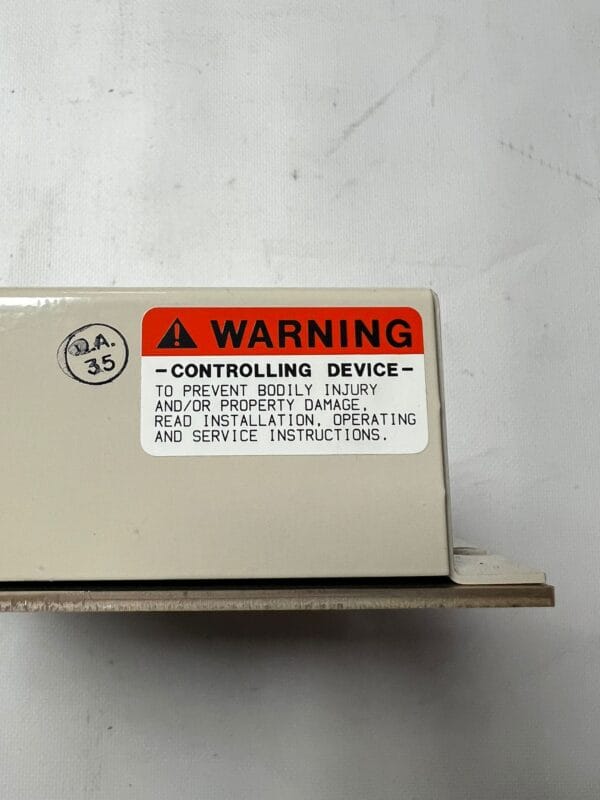 Q.A.
35
WARNING
-CONTROLLING DEVICE-
TO PREVENT BODILY INJURY
AND/OR PROPERTY DAMAGE,
READ INSTALLATION, OPERATING
AND SERVICE INSTRUCTIONS.